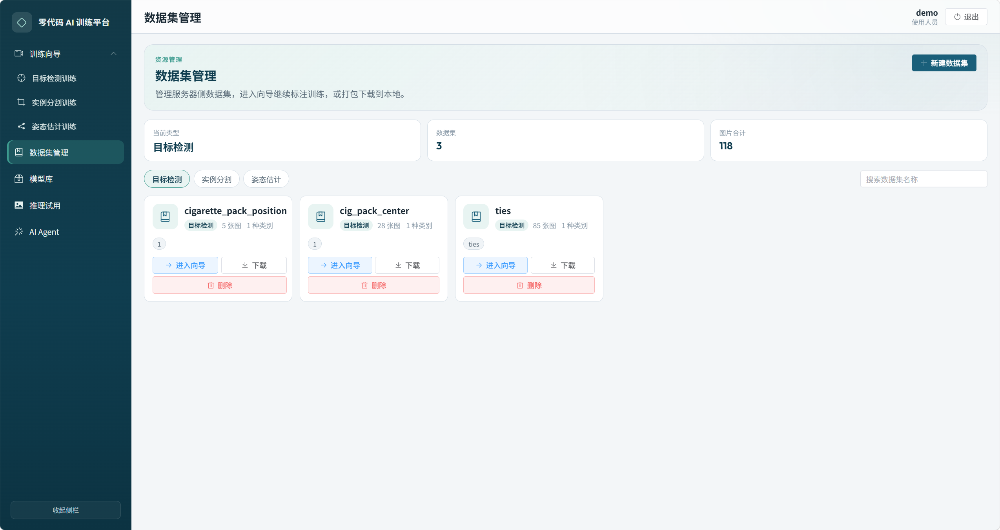 零代码 AI 训练平台
训练向导
目标检测训练
实例分割训练
姿态估计训练
数据集管理
模型库
推理试用
AI Agent
收起侧栏
数据集管理
demo
使用人员
退出
资源管理
数据集管理
管理服务器侧数据集，进入向导继续标注训练，或打包下载到本地。
新建数据集
当前类型
目标检测
数据集
3
图片合计
118
目标检测 实例分割 姿态估计
搜索数据集名称
cigarette_pack_position
目标检测 5 张图 1 种类别
1
进入向导 下载
删除
cig_pack_center
目标检测 28 张图 1 种类别
1
进入向导 下载
删除
ties
目标检测 85 张图 1 种类别
ties
进入向导 下载
删除